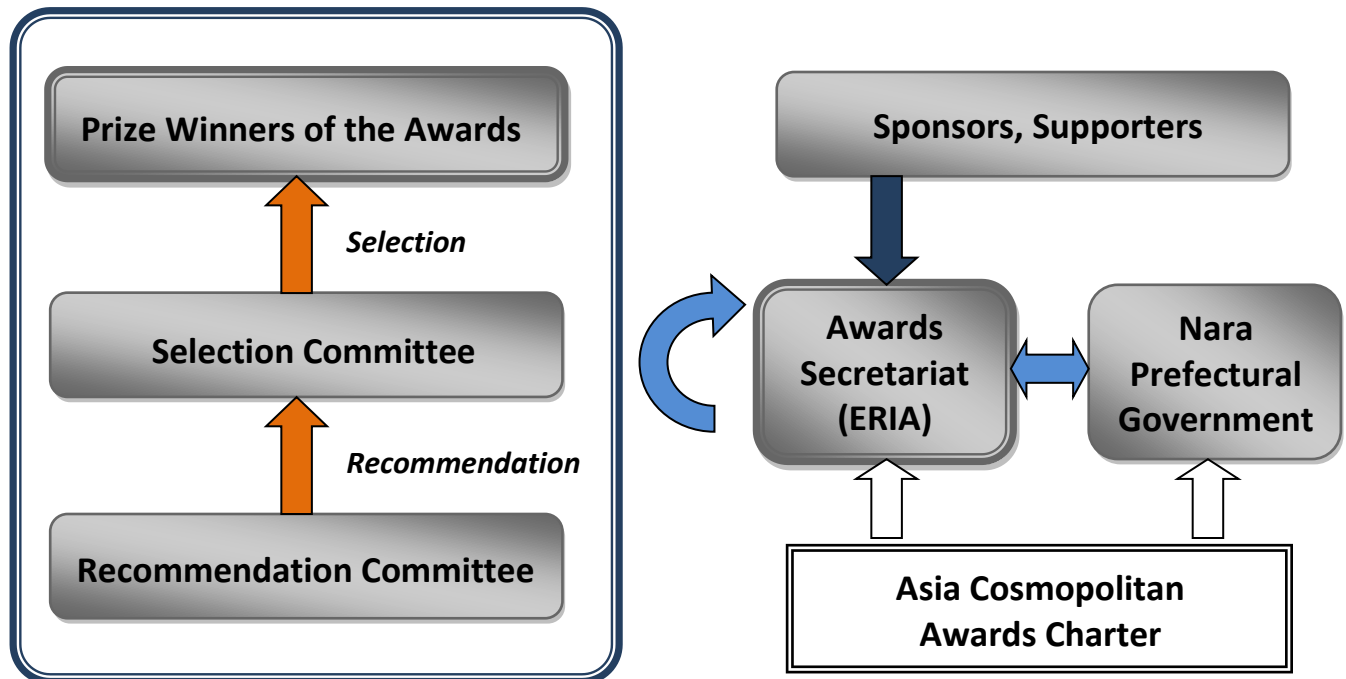 Prize Winners of the Awards
Selection
Selection Committee
Recommendation
Recommendation Committee
Sponsors, Supporters
Awards
Secretariat
(ERIA)
Nara
Prefectural
Government
Asia Cosmopolitan
Awards Charter